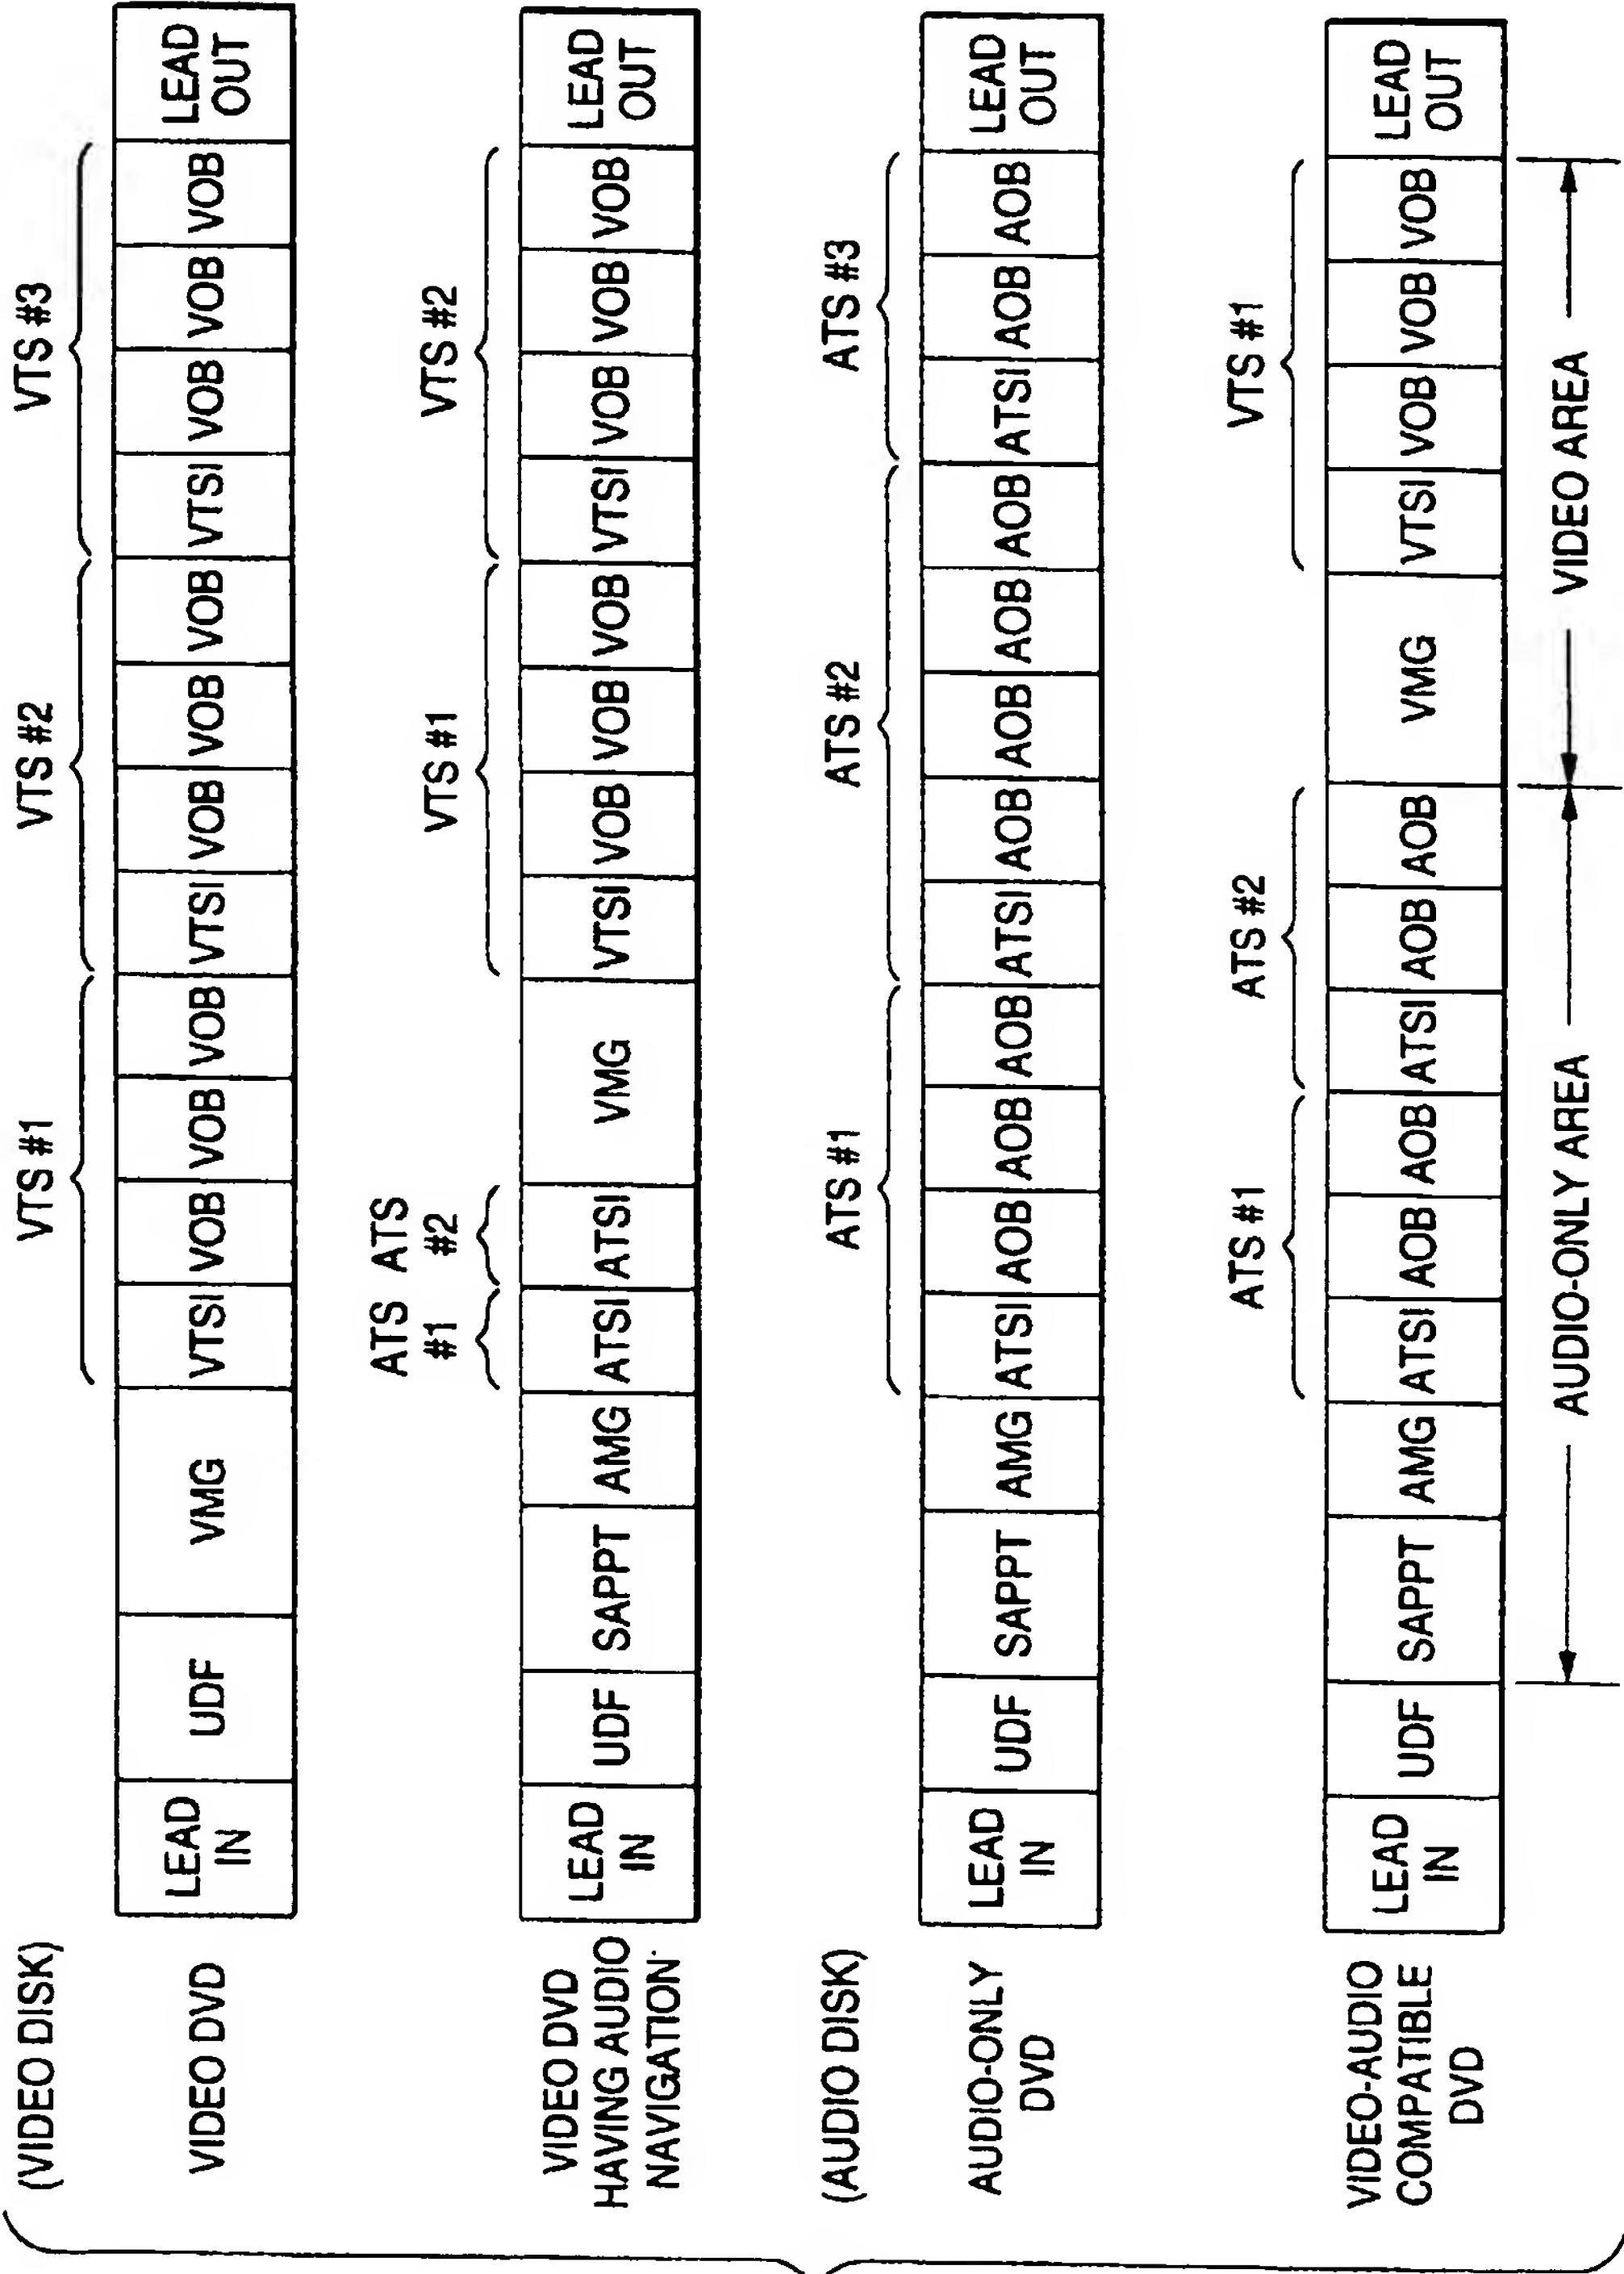 (VIDEO DISK)
VTS #1 VTS #2 VTS #3
VIDEO DVD
LEAD IN UDF VMG VTSI VOB VOB VOB VTSI VOB VOB VOB VTSI VOB VOB VOB LEAD OUT
ATS #1 ATS #2 VTS #1 VTS #2
VIDEO DVD
HAVING AUDIO
NAVIGATION
LEAD IN UDF SAPPT AMG ATSI ATSI VMG VTSI VOB VOB VOB VTSI VOB VOB VOB LEAD OUT
(AUDIO DISK)
ATS #1 ATS #2 ATS #3
AUDIO-ONLY
DVD
LEAD IN UDF SAPPT AMG ATSI AOB AOB AOB ATSI AOB AOB AOB AOB ATSI AOB AOB LEAD OUT
ATS #1 ATS #2 VTS #1
VIDEO-AUDIO
COMPATIBLE
DVD
LEAD IN UDF SAPPT AMG ATSI AOB AOB ATSI AOB AOB VMG VTSI VOB VOB VOB LEAD OUT
AUDIO-ONLY AREA VIDEO AREA